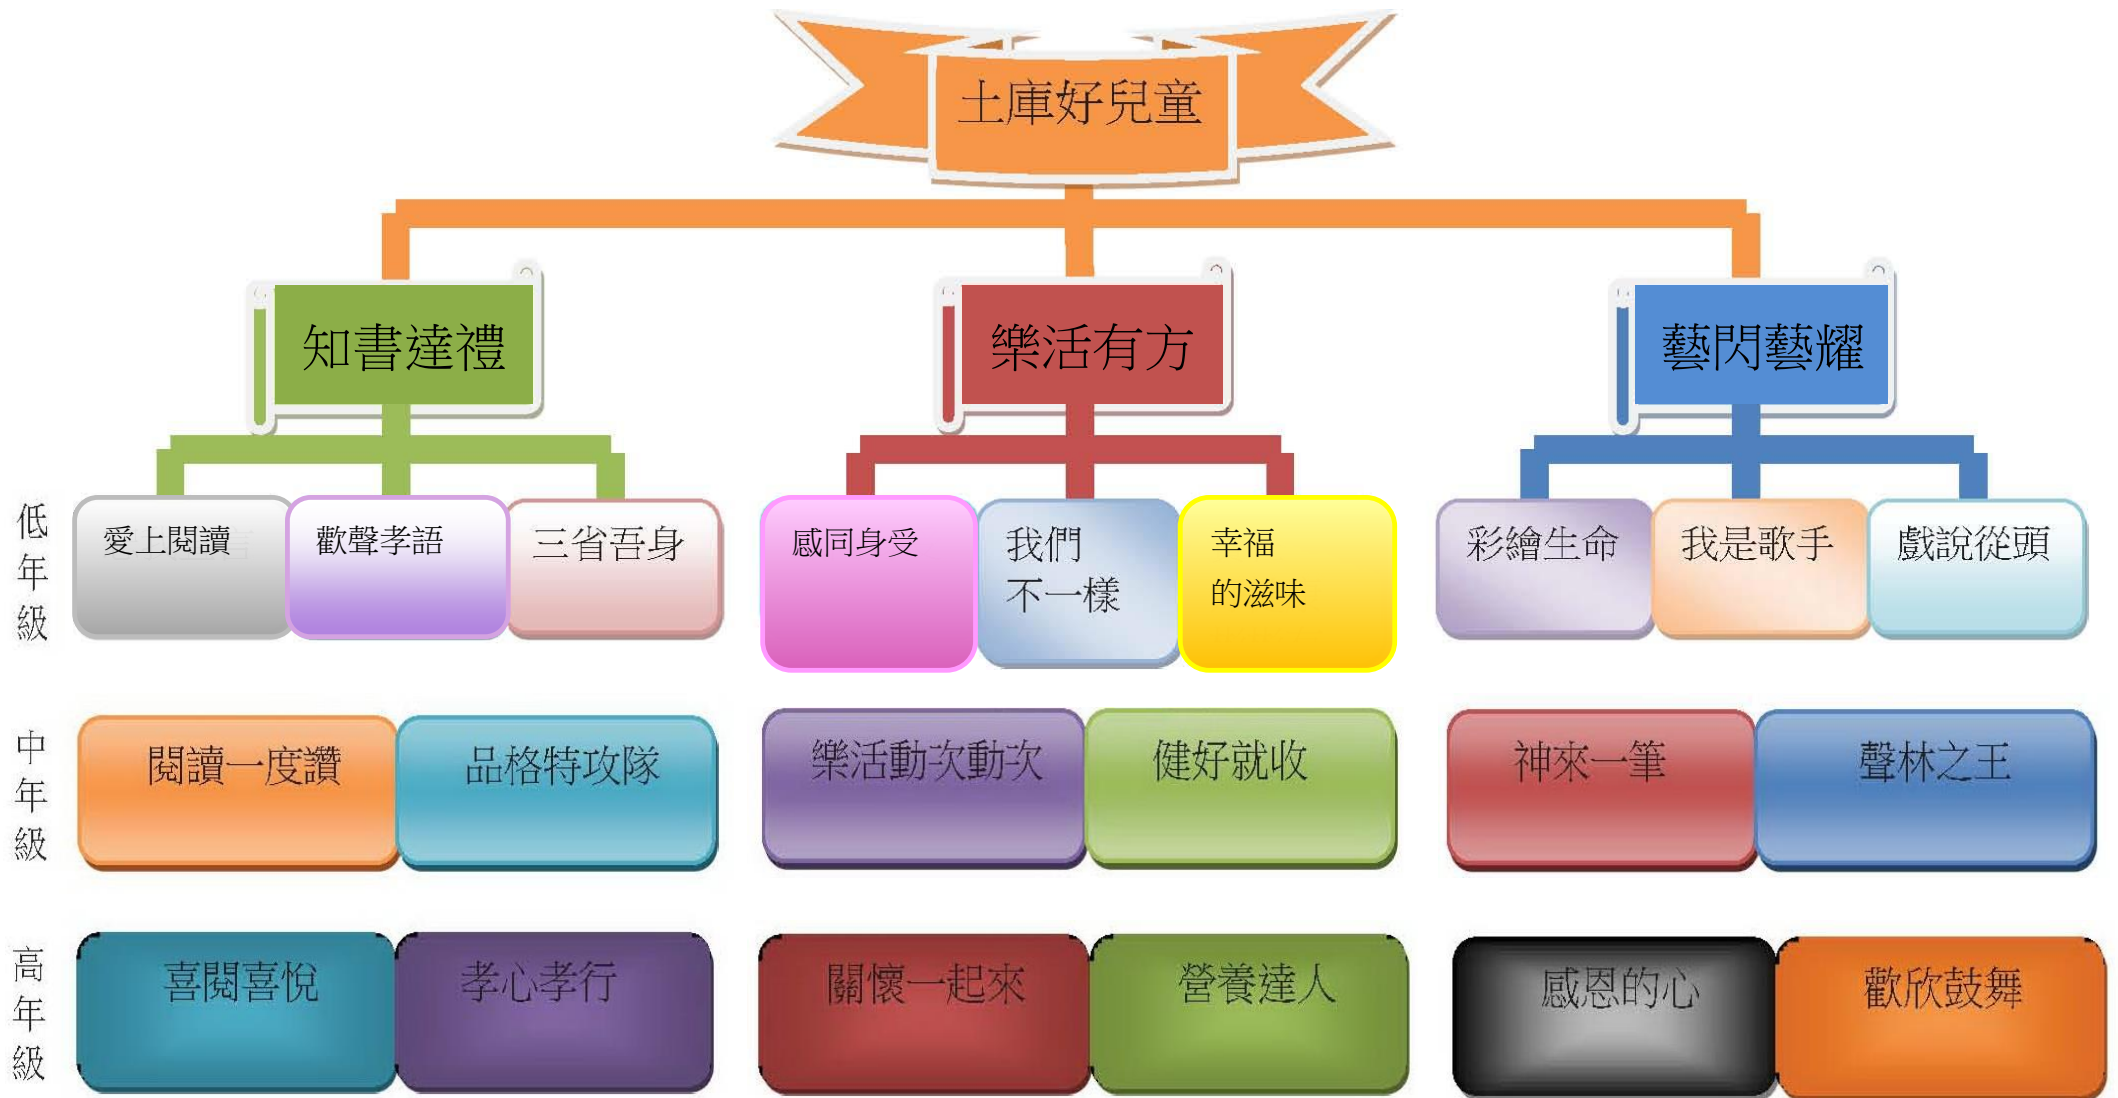 土庫好兒童
知書達禮
樂活有方
藝閃藝耀
低年級
愛上閱讀
歡聲孝語
三省吾身
感同身受
我們
不一樣
幸福
的滋味
彩繪生命
我是歌手
戲說從頭
中年級
閱讀一度讚
品格特攻隊
樂活動次動次
健好就收
神來一筆
聲林之王
高年級
喜閱喜悅
孝心孝行
關懷一起來
營養達人
感恩的心
歡欣鼓舞